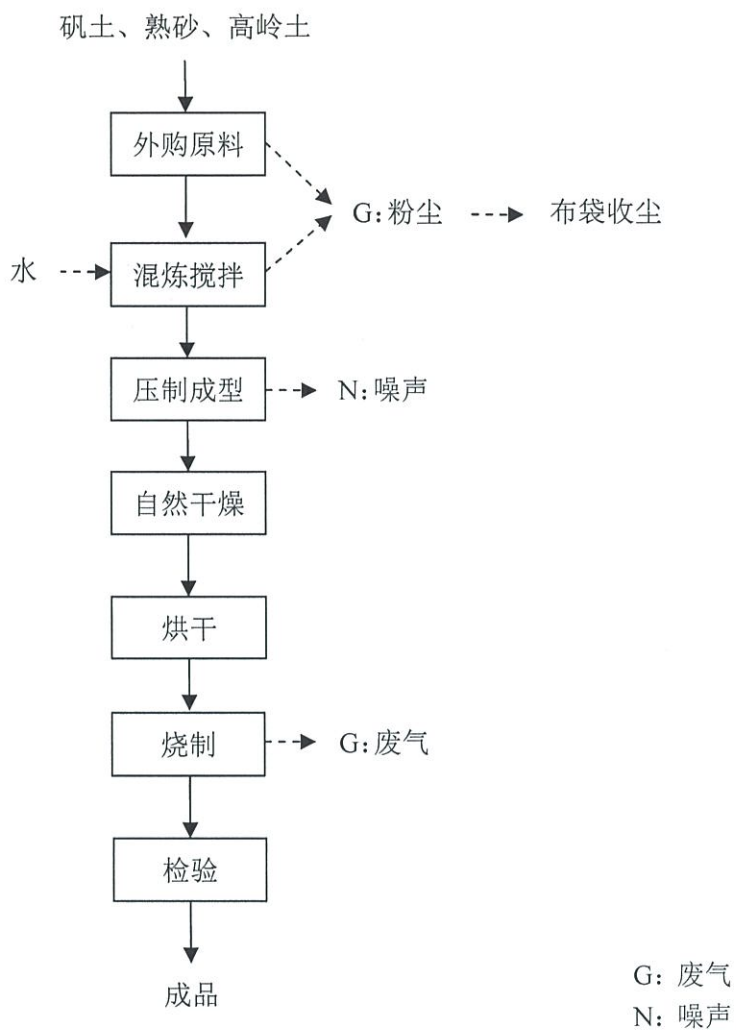 矾土、熟砂、高岭土
外购原料
G:粉尘
布袋收尘
水
混炼搅拌
压制成型
N:噪声
自然干燥
烘干
烧制
G:废气
检验
成品
G: 废气
N: 噪声